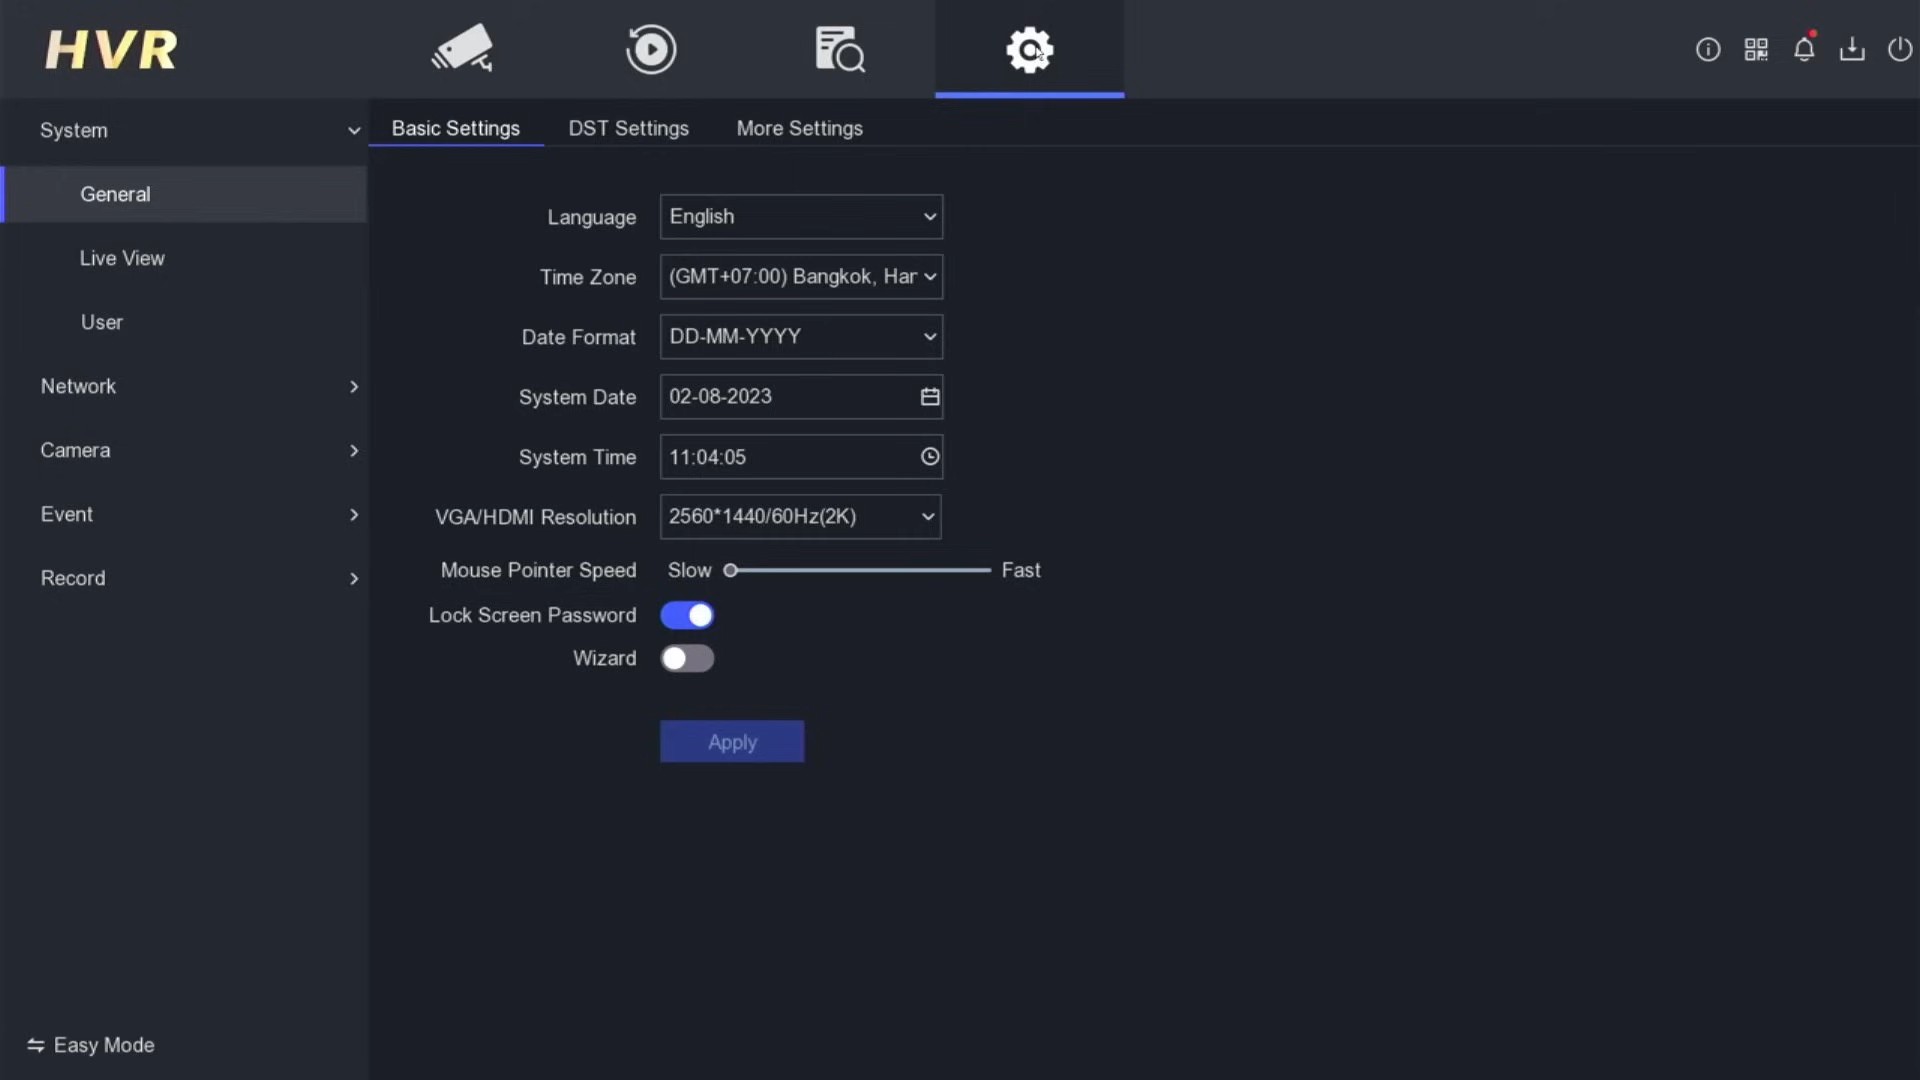 HVR
System
General
Live View
User
Network
Camera
Event
Record
Easy Mode
Basic Settings DST Settings More Settings
Language English
Time Zone (GMT+07:00) Bangkok, Har
Date Format DD-MM-YYYY
System Date 02-08-2023
System Time 11:04:05
VGA/HDMI Resolution 2560*1440/60Hz(2K)
Mouse Pointer Speed Slow Fast
Lock Screen Password
Wizard
Apply